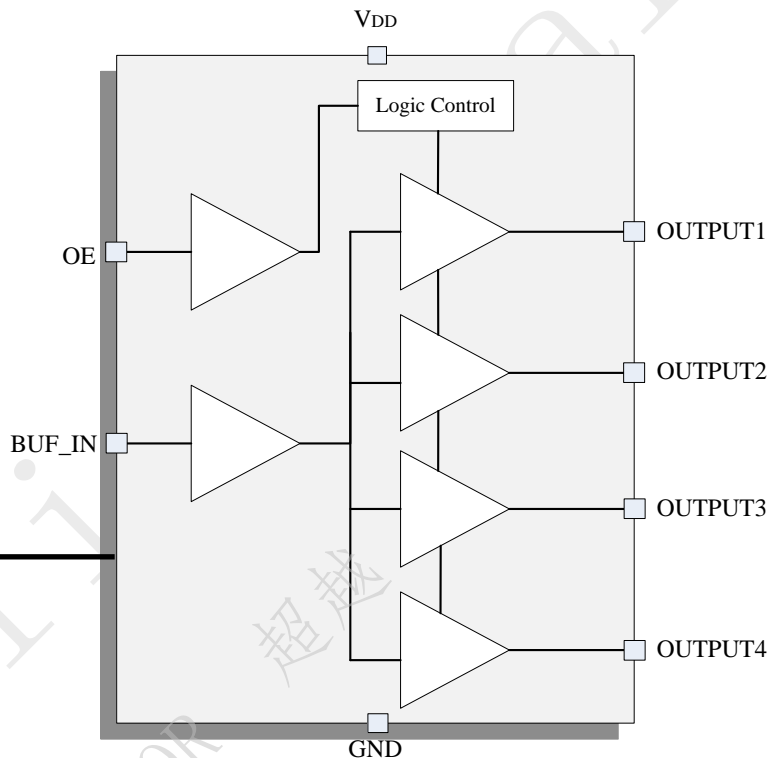 VDD
Logic Control
OE
OUTPUT1
OUTPUT2
BUF_IN
OUTPUT3
超越
OUTPUT4
GND